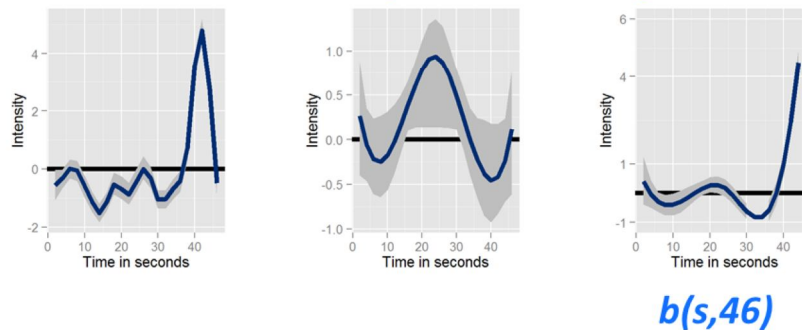 4
2
0
-2
0 10 20 30 40
Time in seconds
Intensity
1.0
0.5
0.0
-0.5
-1.0
0 10 20 30 40
Time in seconds
Intensity
6
4
1
-1
0 10 20 30 40
Time in seconds
Intensity
b(s,46)